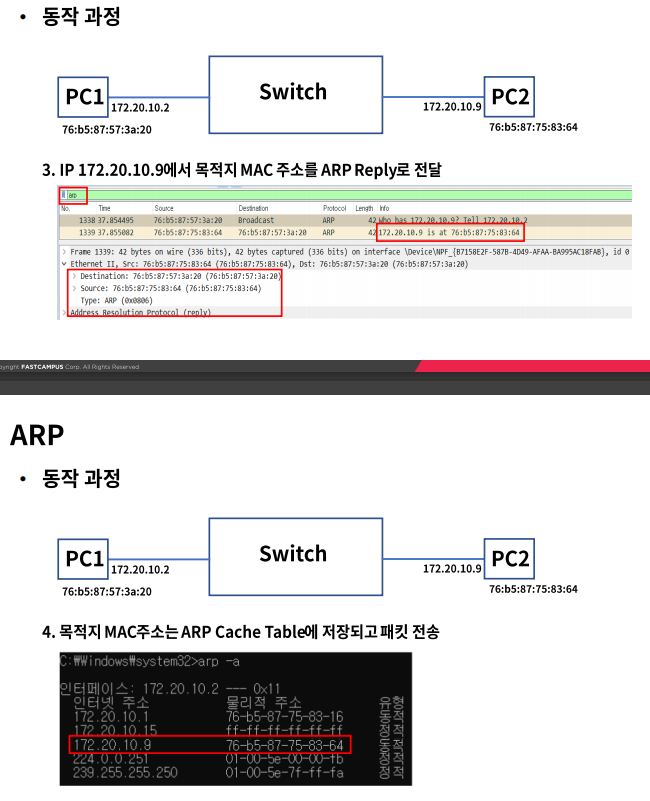 • 동작 과정
Switch
PC1
PC2
172.20.10.2
172.20.10.9
76:b5:87:57:3a:20
76:b5:87:75:83:64
3. IP 172.20.10.9에서 목적지 MAC 주소를 ARP Reply로 전달
arp
No. Time Source Destination Protocol Length Info
1338 37.854495 76:b5:87:57:3a:20 Broadcast ARP 42 Who has 172.20.10.9? Tell 172.20.10.2
1339 37.855082 76:b5:87:75:83:64 76:b5:87:57:3a:20 ARP 42 172.20.10.9 is at 76:b5:87:75:83:64
> Frame 1339: 42 bytes on wire (336 bits), 42 bytes captured (336 bits) on interface \Device\NPF_{B7158E2F-587B-4D49-AFAA-BA995AC18FAB}, id 0
Ethernet II, Src: 76:b5:87:75:83:64 (76:b5:87:75:83:64), Dst: 76:b5:87:57:3a:20 (76:b5:87:57:3a:20)
> Destination: 76:b5:87:57:3a:20 (76:b5:87:57:3a:20)
> Source: 76:b5:87:75:83:64 (76:b5:87:75:83:64)
Type: ARP (0x0806)
> Address Resolution Protocol (reply)
opyright FASTCAMPUS Corp. All Rights Reserved
ARP
• 동작 과정
Switch
PC1
PC2
172.20.10.2
172.20.10.9
76:b5:87:57:3a:20
76:b5:87:75:83:64
4. 목적지 MAC주소는 ARP Cache Table에 저장되고 패킷 전송
C:₩Windows₩system32>arp -a
인터페이스: 172.20.10.2 --- 0x11
인터넷 주소 물리적 주소 유형
172.20.10.1 76-b5-87-75-83-16 동적
172.20.10.15 ff-ff-ff-ff-ff-ff 정적
172.20.10.9 76-b5-87-75-83-64 동적
224.0.0.251 01-00-5e-00-00-fb 정적
239.255.255.250 01-00-5e-7f-ff-fa 정적